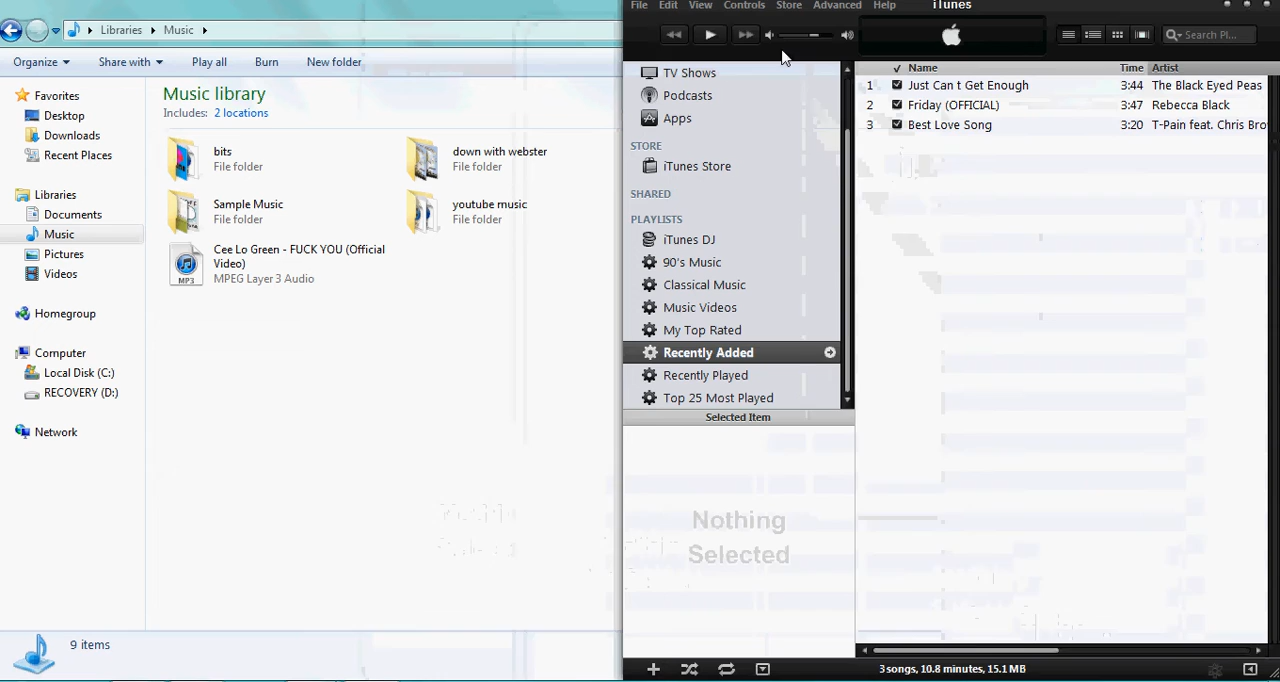 Libraries Music
Organize Share with Play all Burn New folder
Favorites
Desktop
Downloads
Recent Places
Libraries
Documents
Music
Pictures
Videos
Homegroup
Computer
Local Disk (C:)
RECOVERY (D:)
Network
Music library
Includes: 2 locations
bits
File folder
down with webster
File folder
Sample Music
File folder
youtube music
File folder
MP3
Cee Lo Green - FUCK YOU (Official
Video)
MPEG Layer 3 Audio
9 items
iTunes
File Edit View Controls Store Advanced Help
Search Pl...
TV Shows
Podcasts
Apps
STORE
iTunes Store
SHARED
PLAYLISTS
iTunes DJ
90's Music
Classical Music
Music Videos
My Top Rated
Recently Added
Recently Played
Top 25 Most Played
Selected Item
Nothing
Selected
Name Time Artist
1 Just Can t Get Enough 3:44 The Black Eyed Peas
2 Friday (OFFICIAL) 3:47 Rebecca Black
3 Best Love Song 3:20 T-Pain feat. Chris Bro
3 songs, 10.8 minutes, 15.1 MB